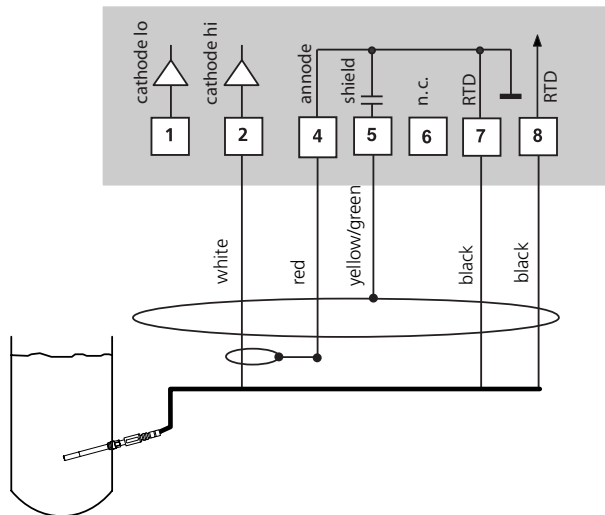 cathode lo
cathode hi
annode
shield
n. c.
RTD
RTD
1
2
4
5
6
7
8
white
red
yellow/green
black
black